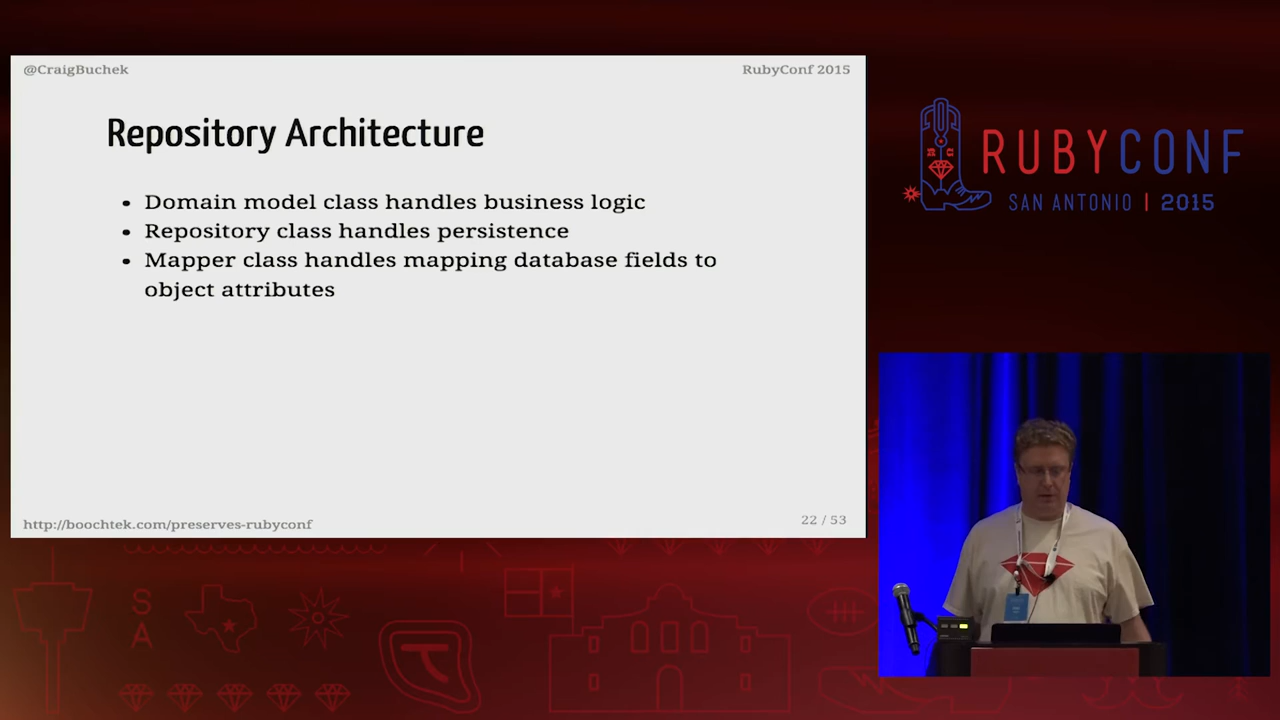 @CraigBuchek
RubyConf 2015
Repository Architecture
• Domain model class handles business logic
• Repository class handles persistence
• Mapper class handles mapping database fields to
object attributes
http://boochtek.com/preserves-rubyconf
22 / 53
RUBYCONF
SAN ANTONIO | 2015
S
A